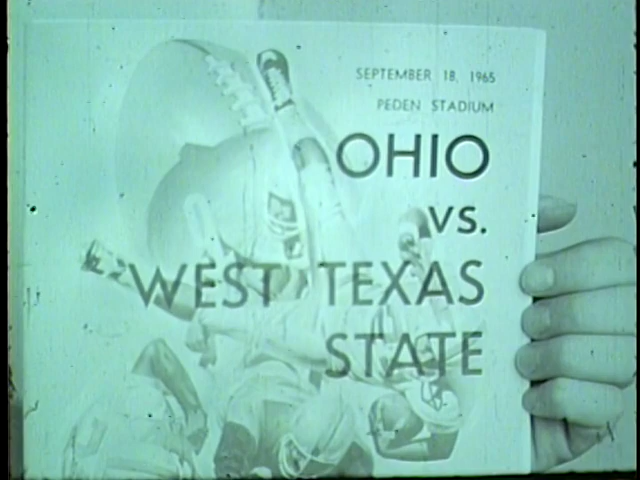 SEPTEMBER 18, 1965
PEDEN STADIUM
OHIO
VS.
WEST TEXAS
STATE